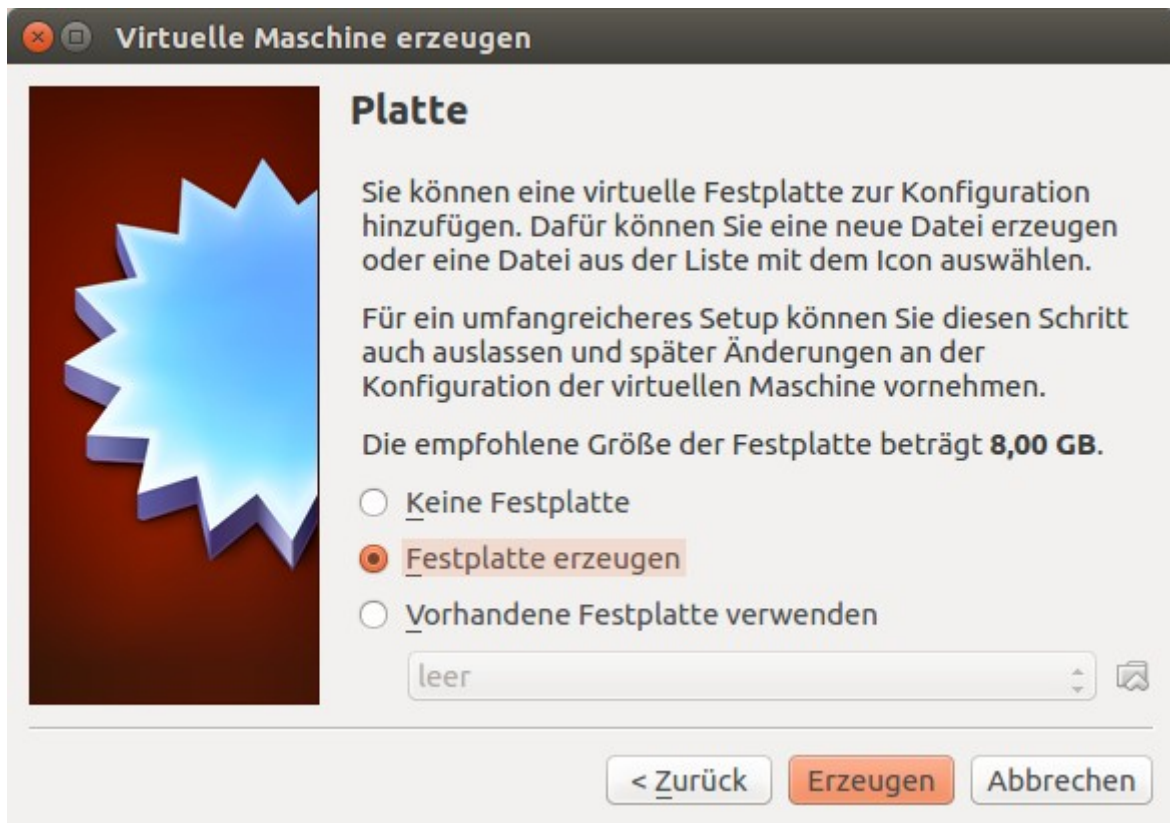 Virtuelle Maschine erzeugen
Platte
Sie können eine virtuelle Festplatte zur Konfiguration
hinzufügen. Dafür können Sie eine neue Datei erzeugen
oder eine Datei aus der Liste mit dem Icon auswählen.
Für ein umfangreicheres Setup können Sie diesen Schritt
auch auslassen und später Änderungen an der
Konfiguration der virtuellen Maschine vornehmen.
Die empfohlene Größe der Festplatte beträgt 8,00 GB.
Keine Festplatte
Festplatte erzeugen
Vorhandene Festplatte verwenden
leer
< Zurück
Erzeugen
Abbrechen